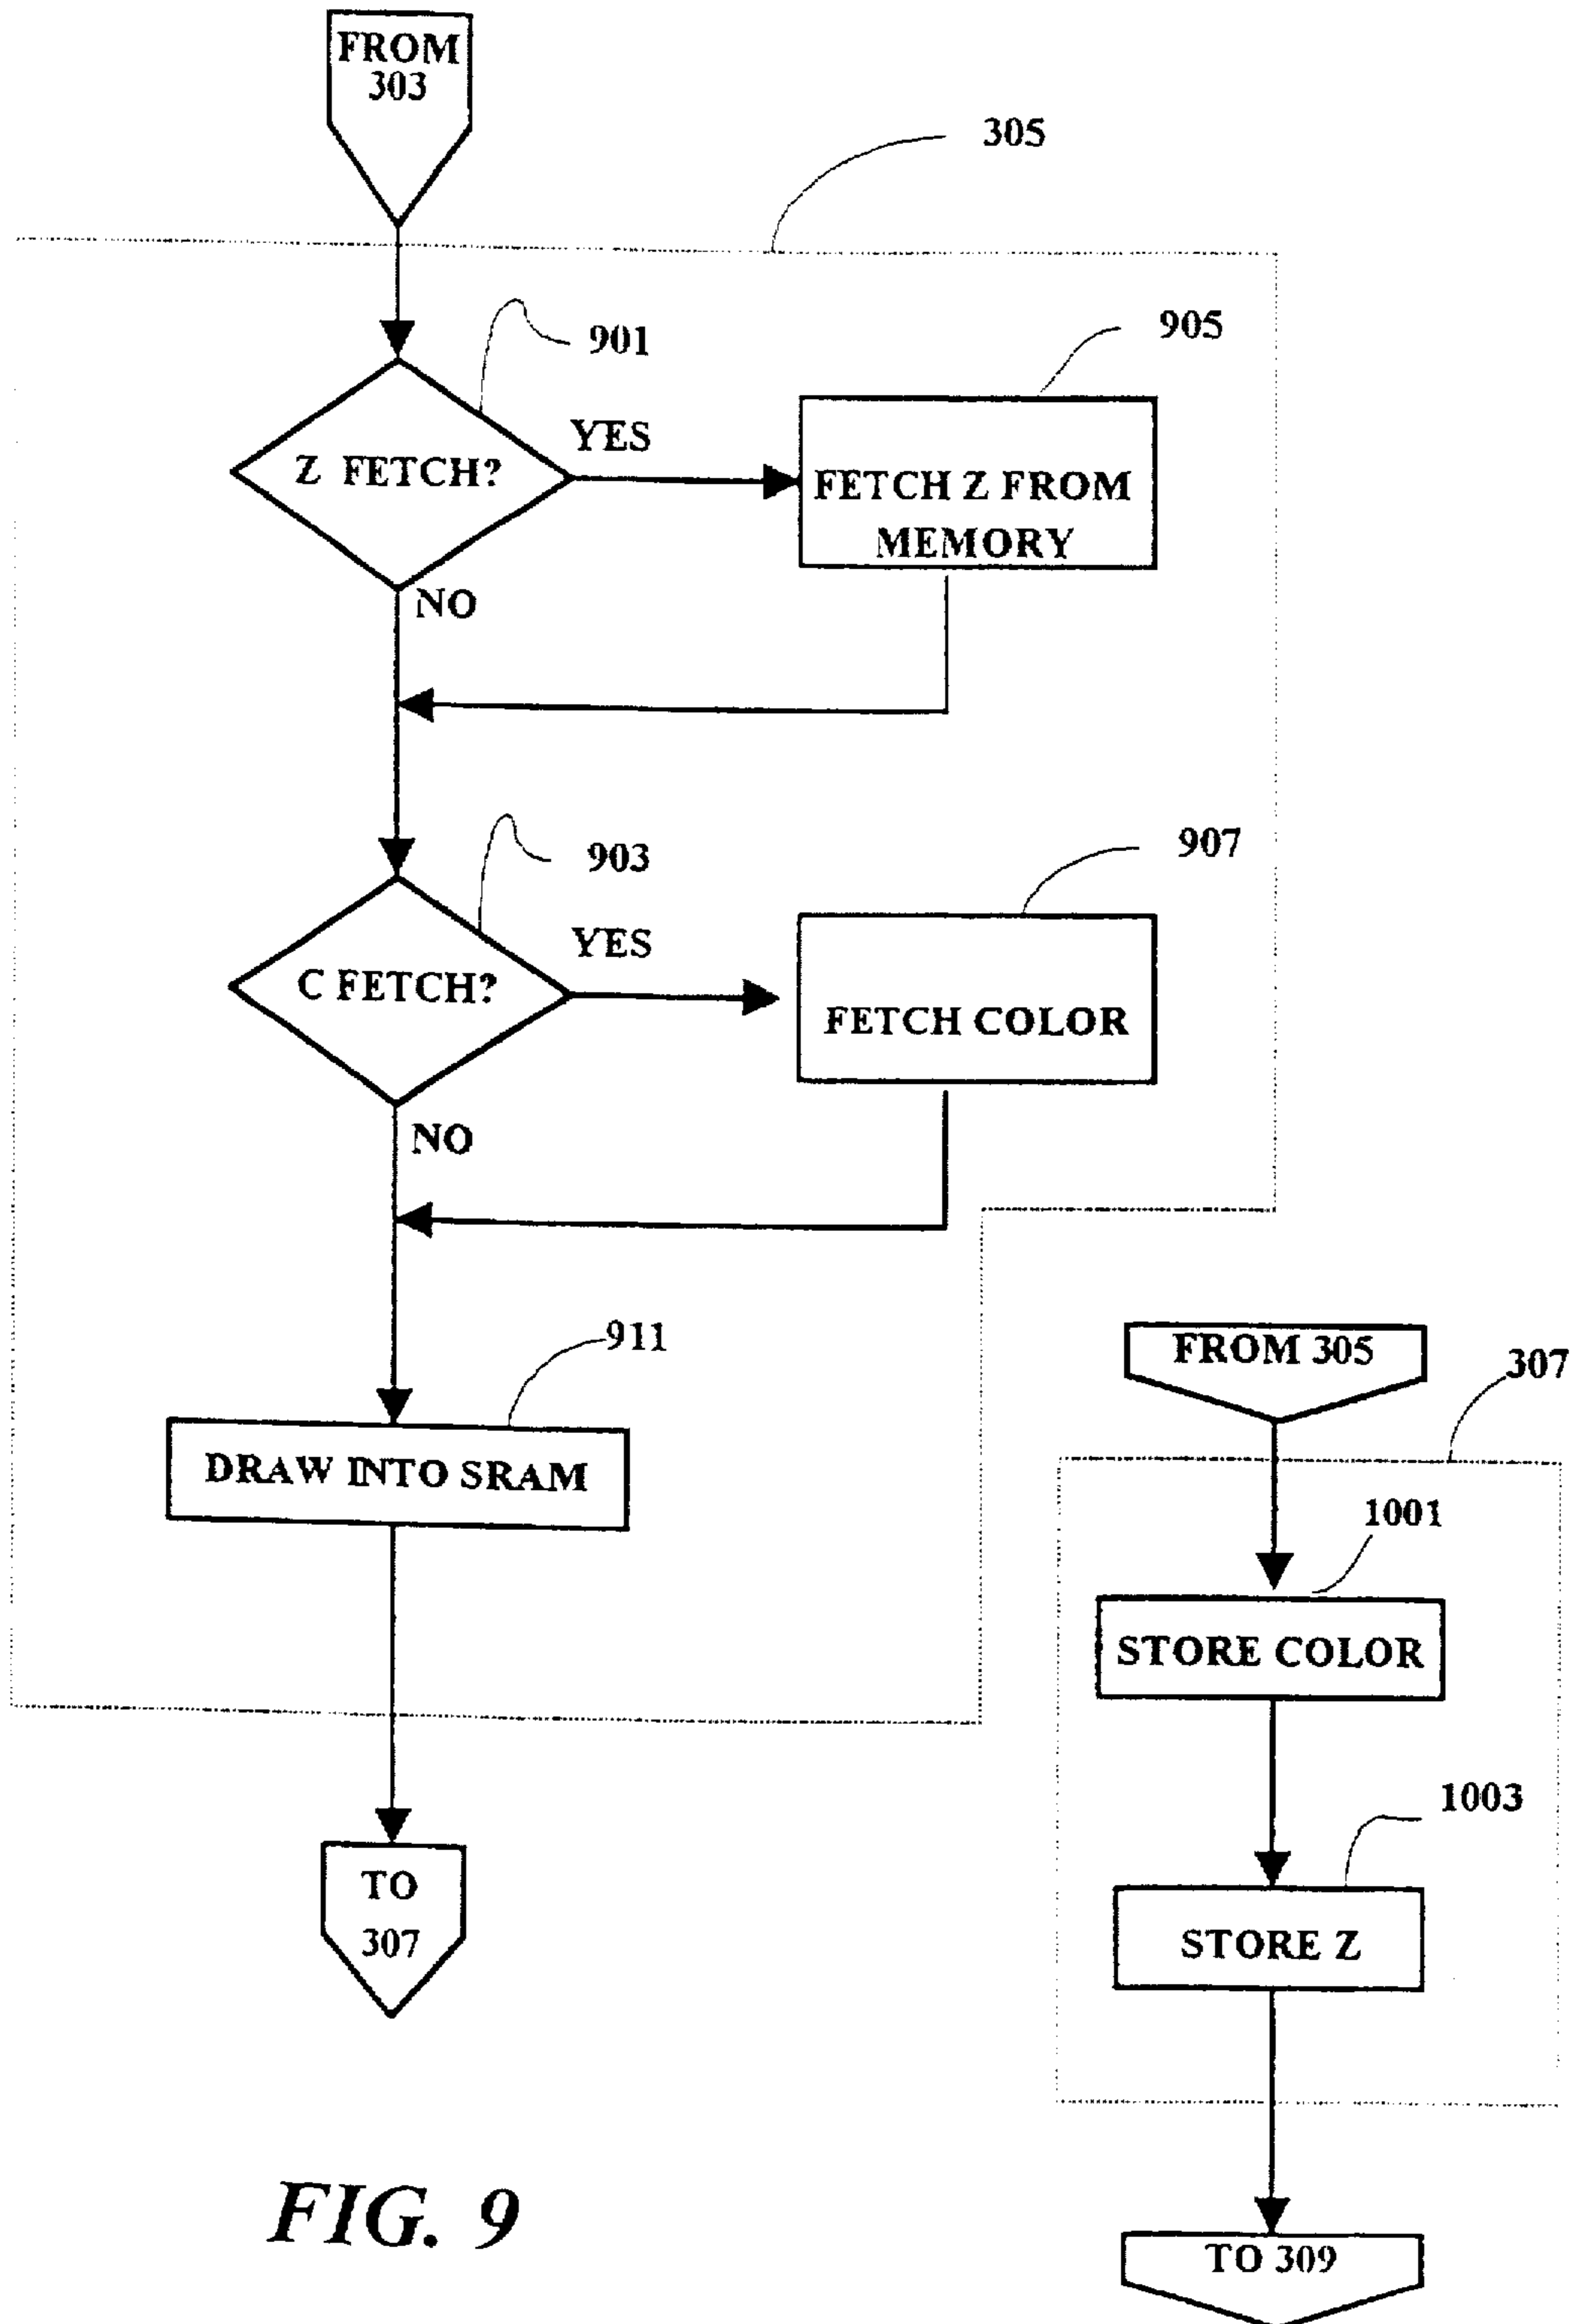 FROM
303
305
901
905
Z FETCH?
YES
FETCH Z FROM
MEMORY
NO
903
907
C FETCH?
YES
FETCH COLOR
NO
911
DRAW INTO SRAM
TO
307
FROM 305
307
1001
STORE COLOR
1003
STORE Z
TO 309
FIG. 9